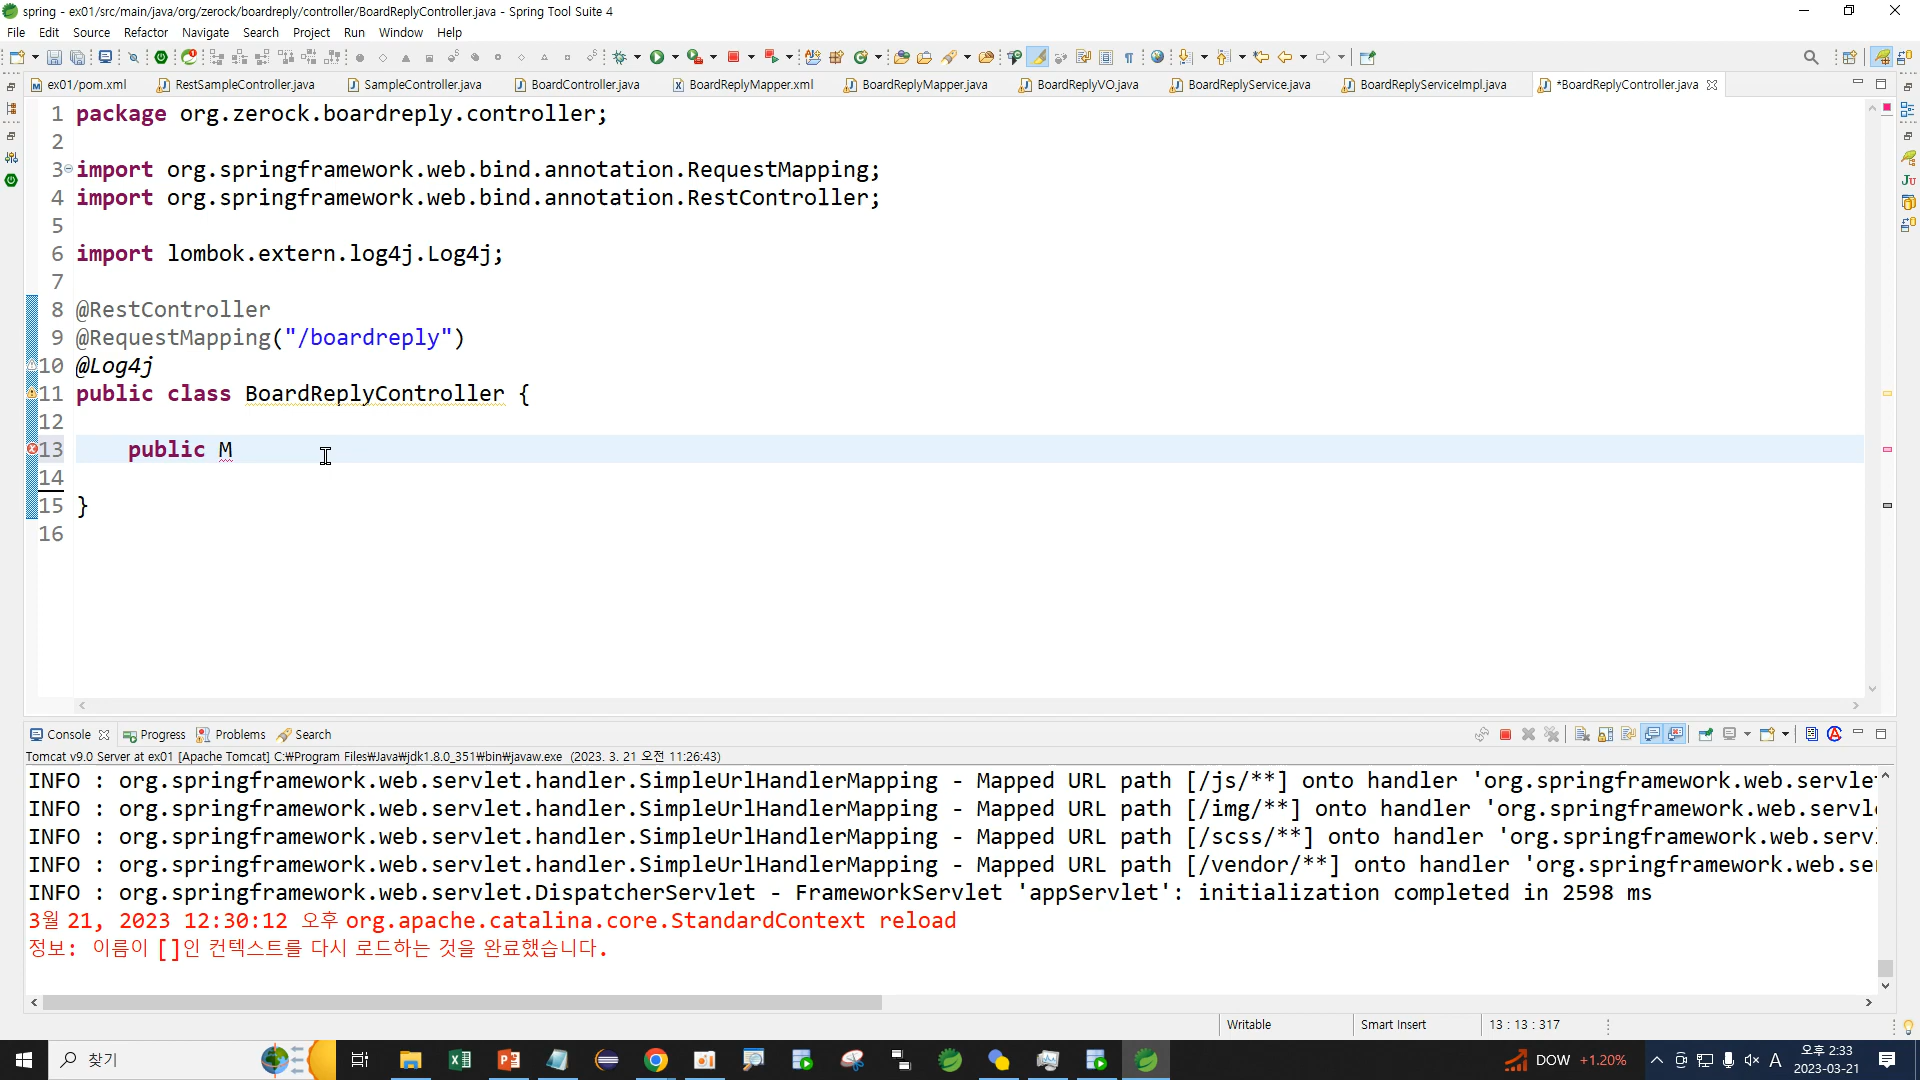 spring - ex01/src/main/java/org/zerock/boardreply/controller/BoardReplyController.java - Spring Tool Suite 4
File Edit Source Refactor Navigate Search Project Run Window Help
ex01/pom.xml RestSampleController.java SampleController.java BoardController.java BoardReplyMapper.xml BoardReplyMapper.java BoardReplyVO.java BoardReplyService.java BoardReplyServiceImpl.java *BoardReplyController.java
1 package org.zerock.boardreply.controller;
2
3 import org.springframework.web.bind.annotation.RequestMapping;
4 import org.springframework.web.bind.annotation.RestController;
5
6 import lombok.extern.log4j.Log4j;
7
8 @RestController
9 @RequestMapping("/boardreply")
10 @Log4j
11 public class BoardReplyController {
12
13 public M
14
15 }
16
Console Progress Problems Search
Tomcat v9.0 Server at ex01 [Apache Tomcat] C:₩Program Files₩Java₩jdk1.8.0_351₩bin₩javaw.exe (2023. 3. 21 오전 11:26:43)
INFO : org.springframework.web.servlet.handler.SimpleUrlHandlerMapping - Mapped URL path [/js/**] onto handler 'org.springframework.web.servlet
INFO : org.springframework.web.servlet.handler.SimpleUrlHandlerMapping - Mapped URL path [/img/**] onto handler 'org.springframework.web.servl
INFO : org.springframework.web.servlet.handler.SimpleUrlHandlerMapping - Mapped URL path [/scss/**] onto handler 'org.springframework.web.serv
INFO : org.springframework.web.servlet.handler.SimpleUrlHandlerMapping - Mapped URL path [/vendor/**] onto handler 'org.springframework.web.se
INFO : org.springframework.web.servlet.DispatcherServlet - FrameworkServlet 'appServlet': initialization completed in 2598 ms
3월 21, 2023 12:30:12 오후 org.apache.catalina.core.StandardContext reload
정보: 이름이 []인 컨텍스트를 다시 로드하는 것을 완료했습니다.
Writable Smart Insert 13 : 13 : 317
찾기 DOW +1.20% A 오후 2:33
2023-03-21